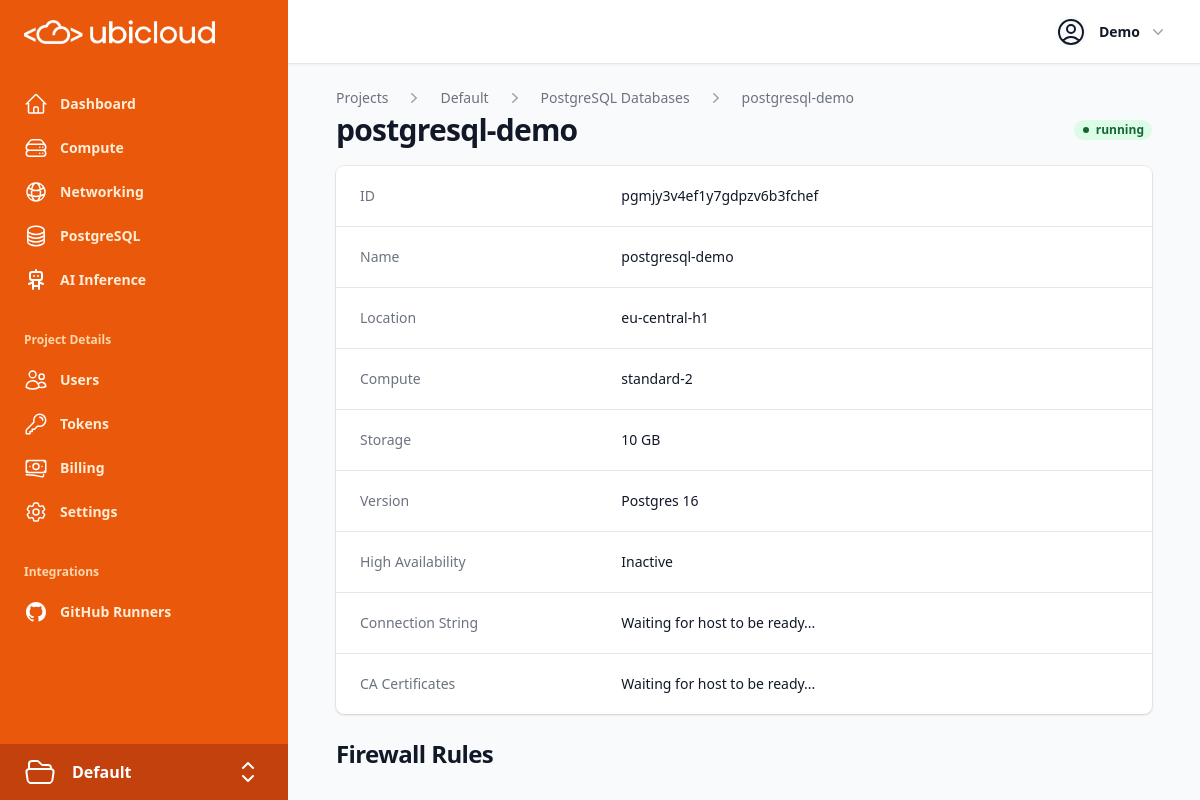 ubicloud
Demo
Dashboard
Compute
Networking
PostgreSQL
AI Inference
Project Details
Users
Tokens
Billing
Settings
Integrations
GitHub Runners
Default
Projects > Default > PostgreSQL Databases > postgresql-demo
postgresql-demo
running
ID pgmjy3v4ef1y7gdpzv6b3fchef
Name postgresql-demo
Location eu-central-h1
Compute standard-2
Storage 10 GB
Version Postgres 16
High Availability Inactive
Connection String Waiting for host to be ready...
CA Certificates Waiting for host to be ready...
Firewall Rules